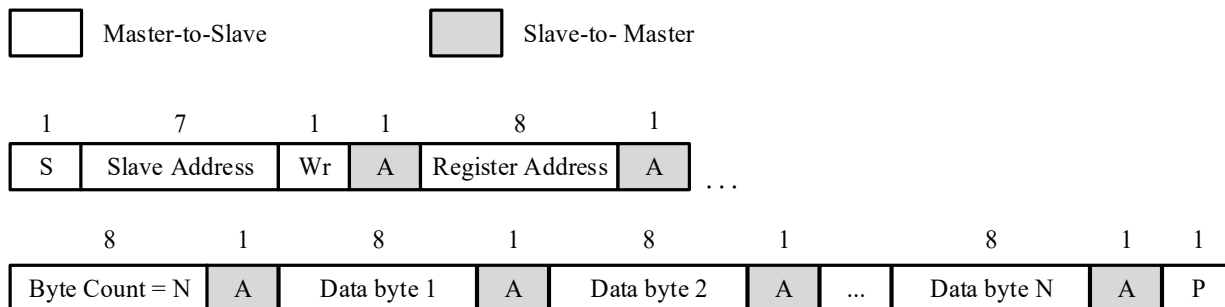 Master-to-Slave Slave-to- Master
1 7 1 1 8 1
S Slave Address Wr A Register Address A ...
8 1 8 1 8 1 8 1 1
Byte Count = N A Data byte 1 A Data byte 2 A ... Data byte N A P